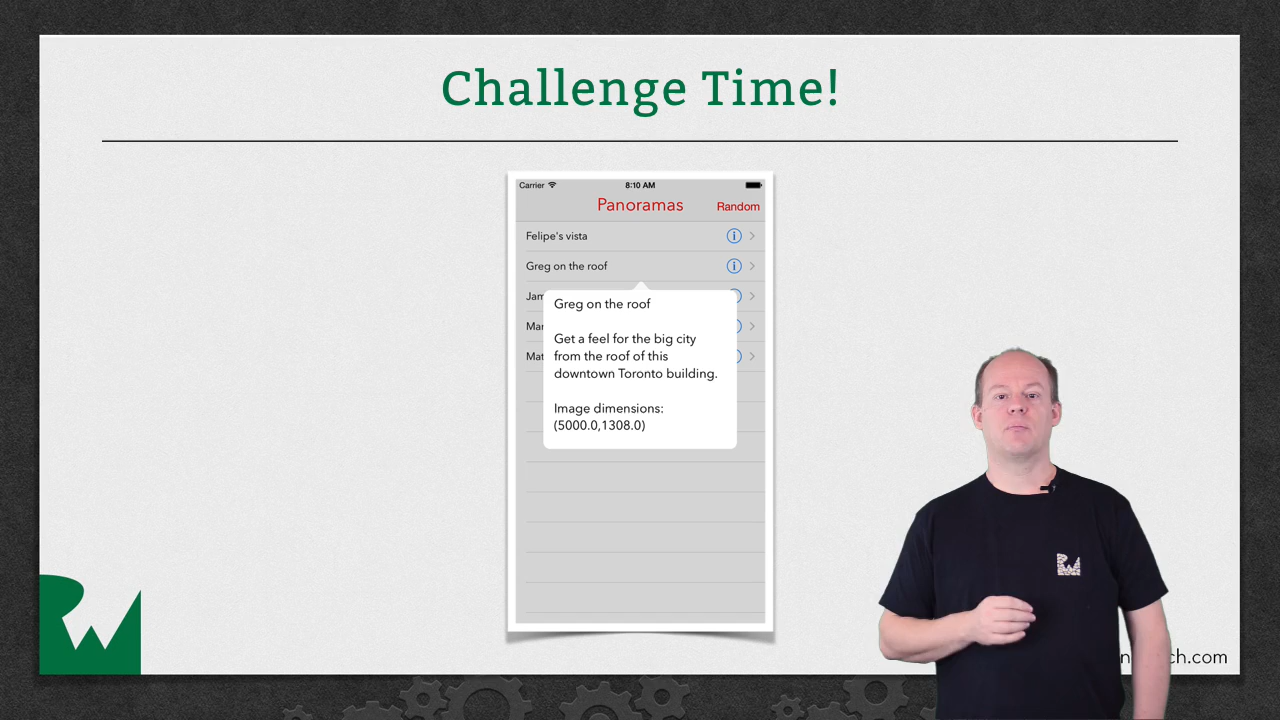 Challenge Time!
Carrier 8:10 AM
Panoramas Random
Felipe's vista
Greg on the roof
Greg on the roof
Get a feel for the big city
from the roof of this
downtown Toronto building.
Image dimensions:
(5000.0,1308.0)
RW